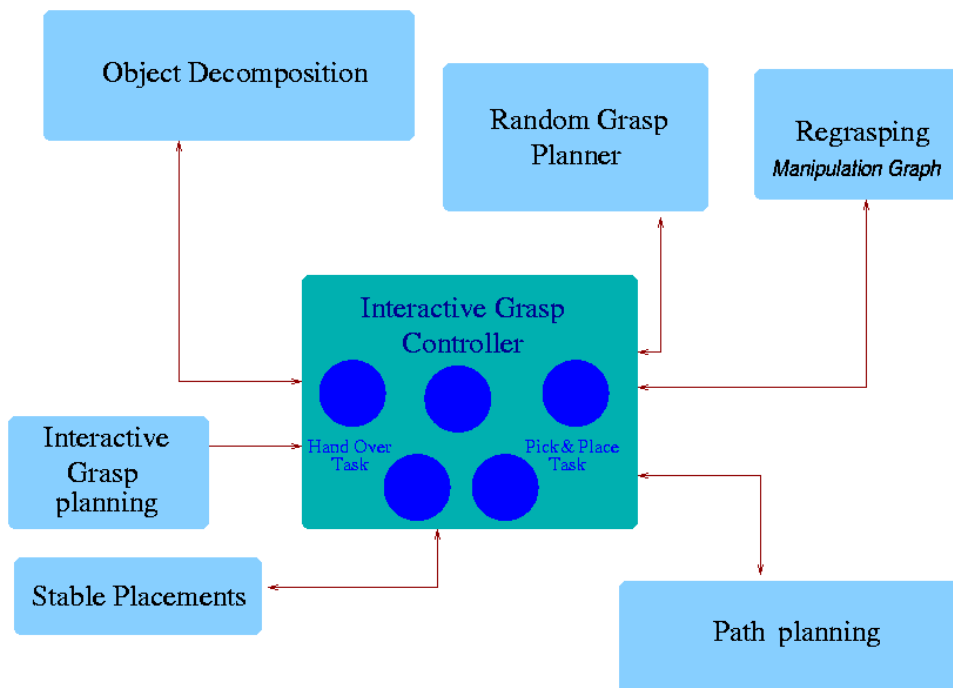 Object Decomposition
Random Grasp
Planner
Regrasping
Manipulation Graph
Interactive Grasp
Controller
Hand Over
Task
Pick & Place
Task
Interactive
Grasp
planning
Stable Placements
Path planning